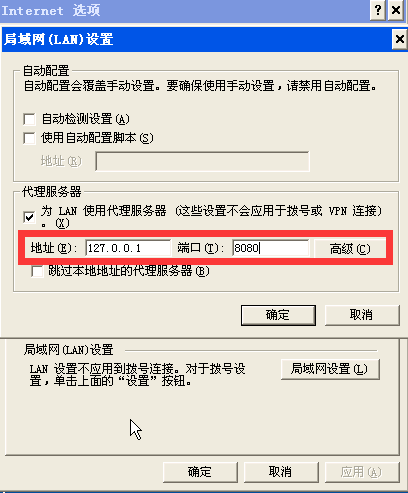 Internet 选项
局域网(LAN)设置
自动配置
自动配置会覆盖手动设置。要确保使用手动设置，请禁用自动配置。
自动检测设置(A)
使用自动配置脚本(S)
地址(R)
代理服务器
为 LAN 使用代理服务器 (这些设置不会应用于拨号或 VPN 连接)
。(X)
地址(E): 127.0.0.1 端口(T): 8080 高级(C)
跳过本地地址的代理服务器(B)
确定 取消
局域网(LAN)设置
LAN 设置不应用到拨号连接。对于拨号设
置，单击上面的“设置”按钮。
局域网设置(L)
确定 取消 应用(A)